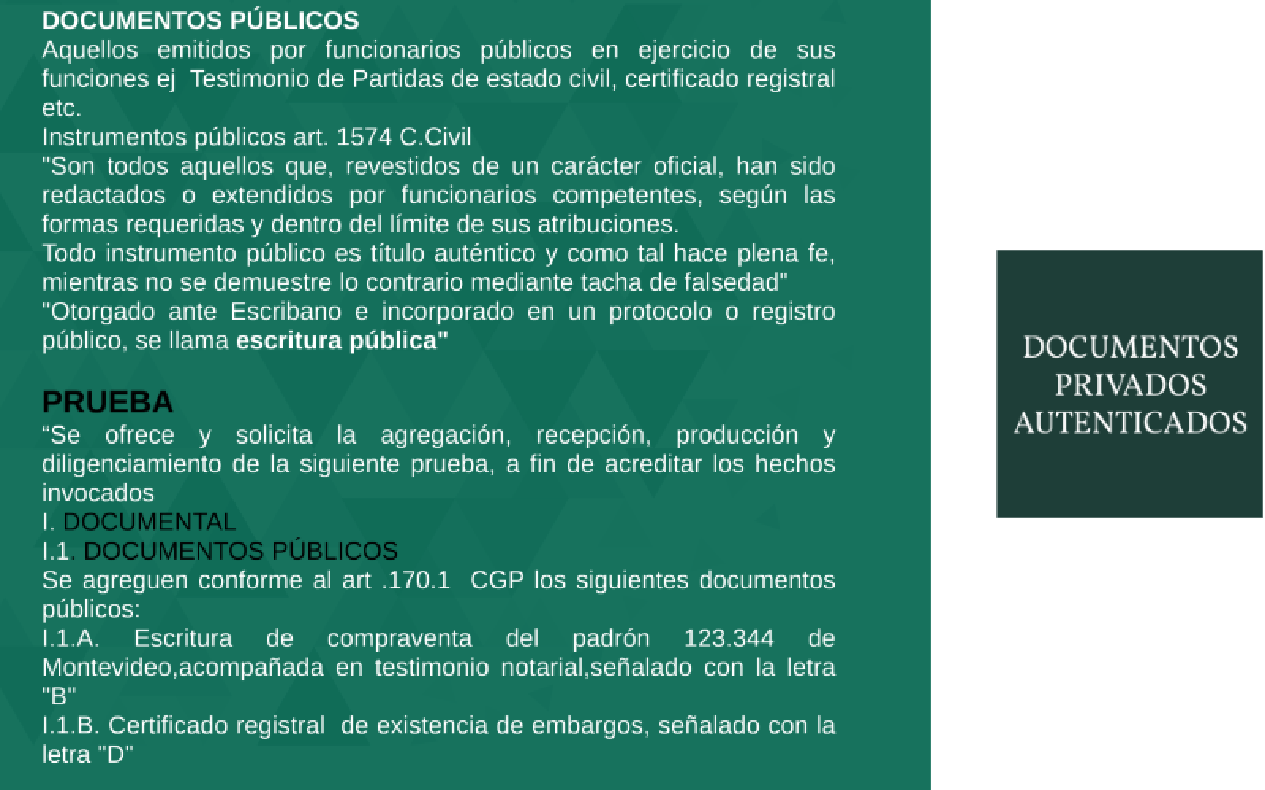 DOCUMENTOS PÚBLICOS
Aquellos emitidos por funcionarios públicos en ejercicio de sus
funciones ej  Testimonio de Partidas de estado civil, certificado registral
etc.
Instrumentos públicos art. 1574 C.Civil
"Son todos aquellos que, revestidos de un carácter oficial, han sido
redactados o extendidos por funcionarios competentes, según las
formas requeridas y dentro del límite de sus atribuciones.
Todo instrumento público es título auténtico y como tal hace plena fe,
mientras no se demuestre lo contrario mediante tacha de falsedad"
"Otorgado ante Escribano e incorporado en un protocolo o registro
público, se llama escritura pública"
PRUEBA
“Se ofrece y solicita la agregación, recepción, producción y
diligenciamiento de la siguiente prueba, a fin de acreditar los hechos
invocados
I. DOCUMENTAL
I.1. DOCUMENTOS PÚBLICOS
Se agreguen conforme al art .170.1  CGP los siguientes documentos
públicos:
I.1.A. Escritura de compraventa del padrón 123.344 de
Montevideo,acompañada en testimonio notarial,señalado con la letra
"B"
I.1.B. Certificado registral  de existencia de embargos, señalado con la
letra "D"
DOCUMENTOS
PRIVADOS
AUTENTICADOS